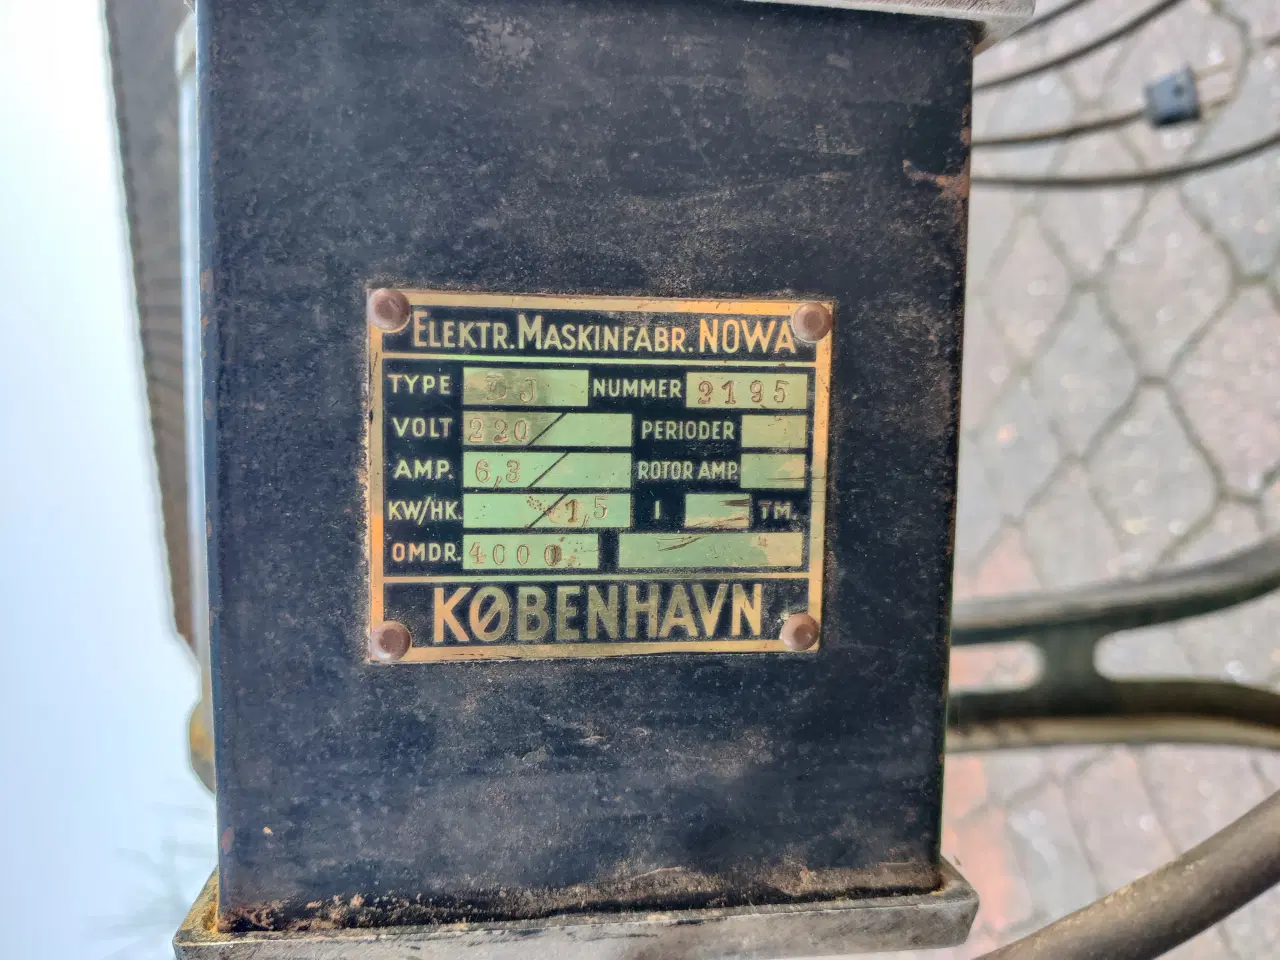 ELEKTR. MASKINFABR. NOWA
TYPE DJ NUMMER 2195
VOLT 220/ PERIODER
AMP. 6,3/ ROTOR AMP
KW/HK. /1,5 I TM.
OMDR. 4000
KØBENHAVN